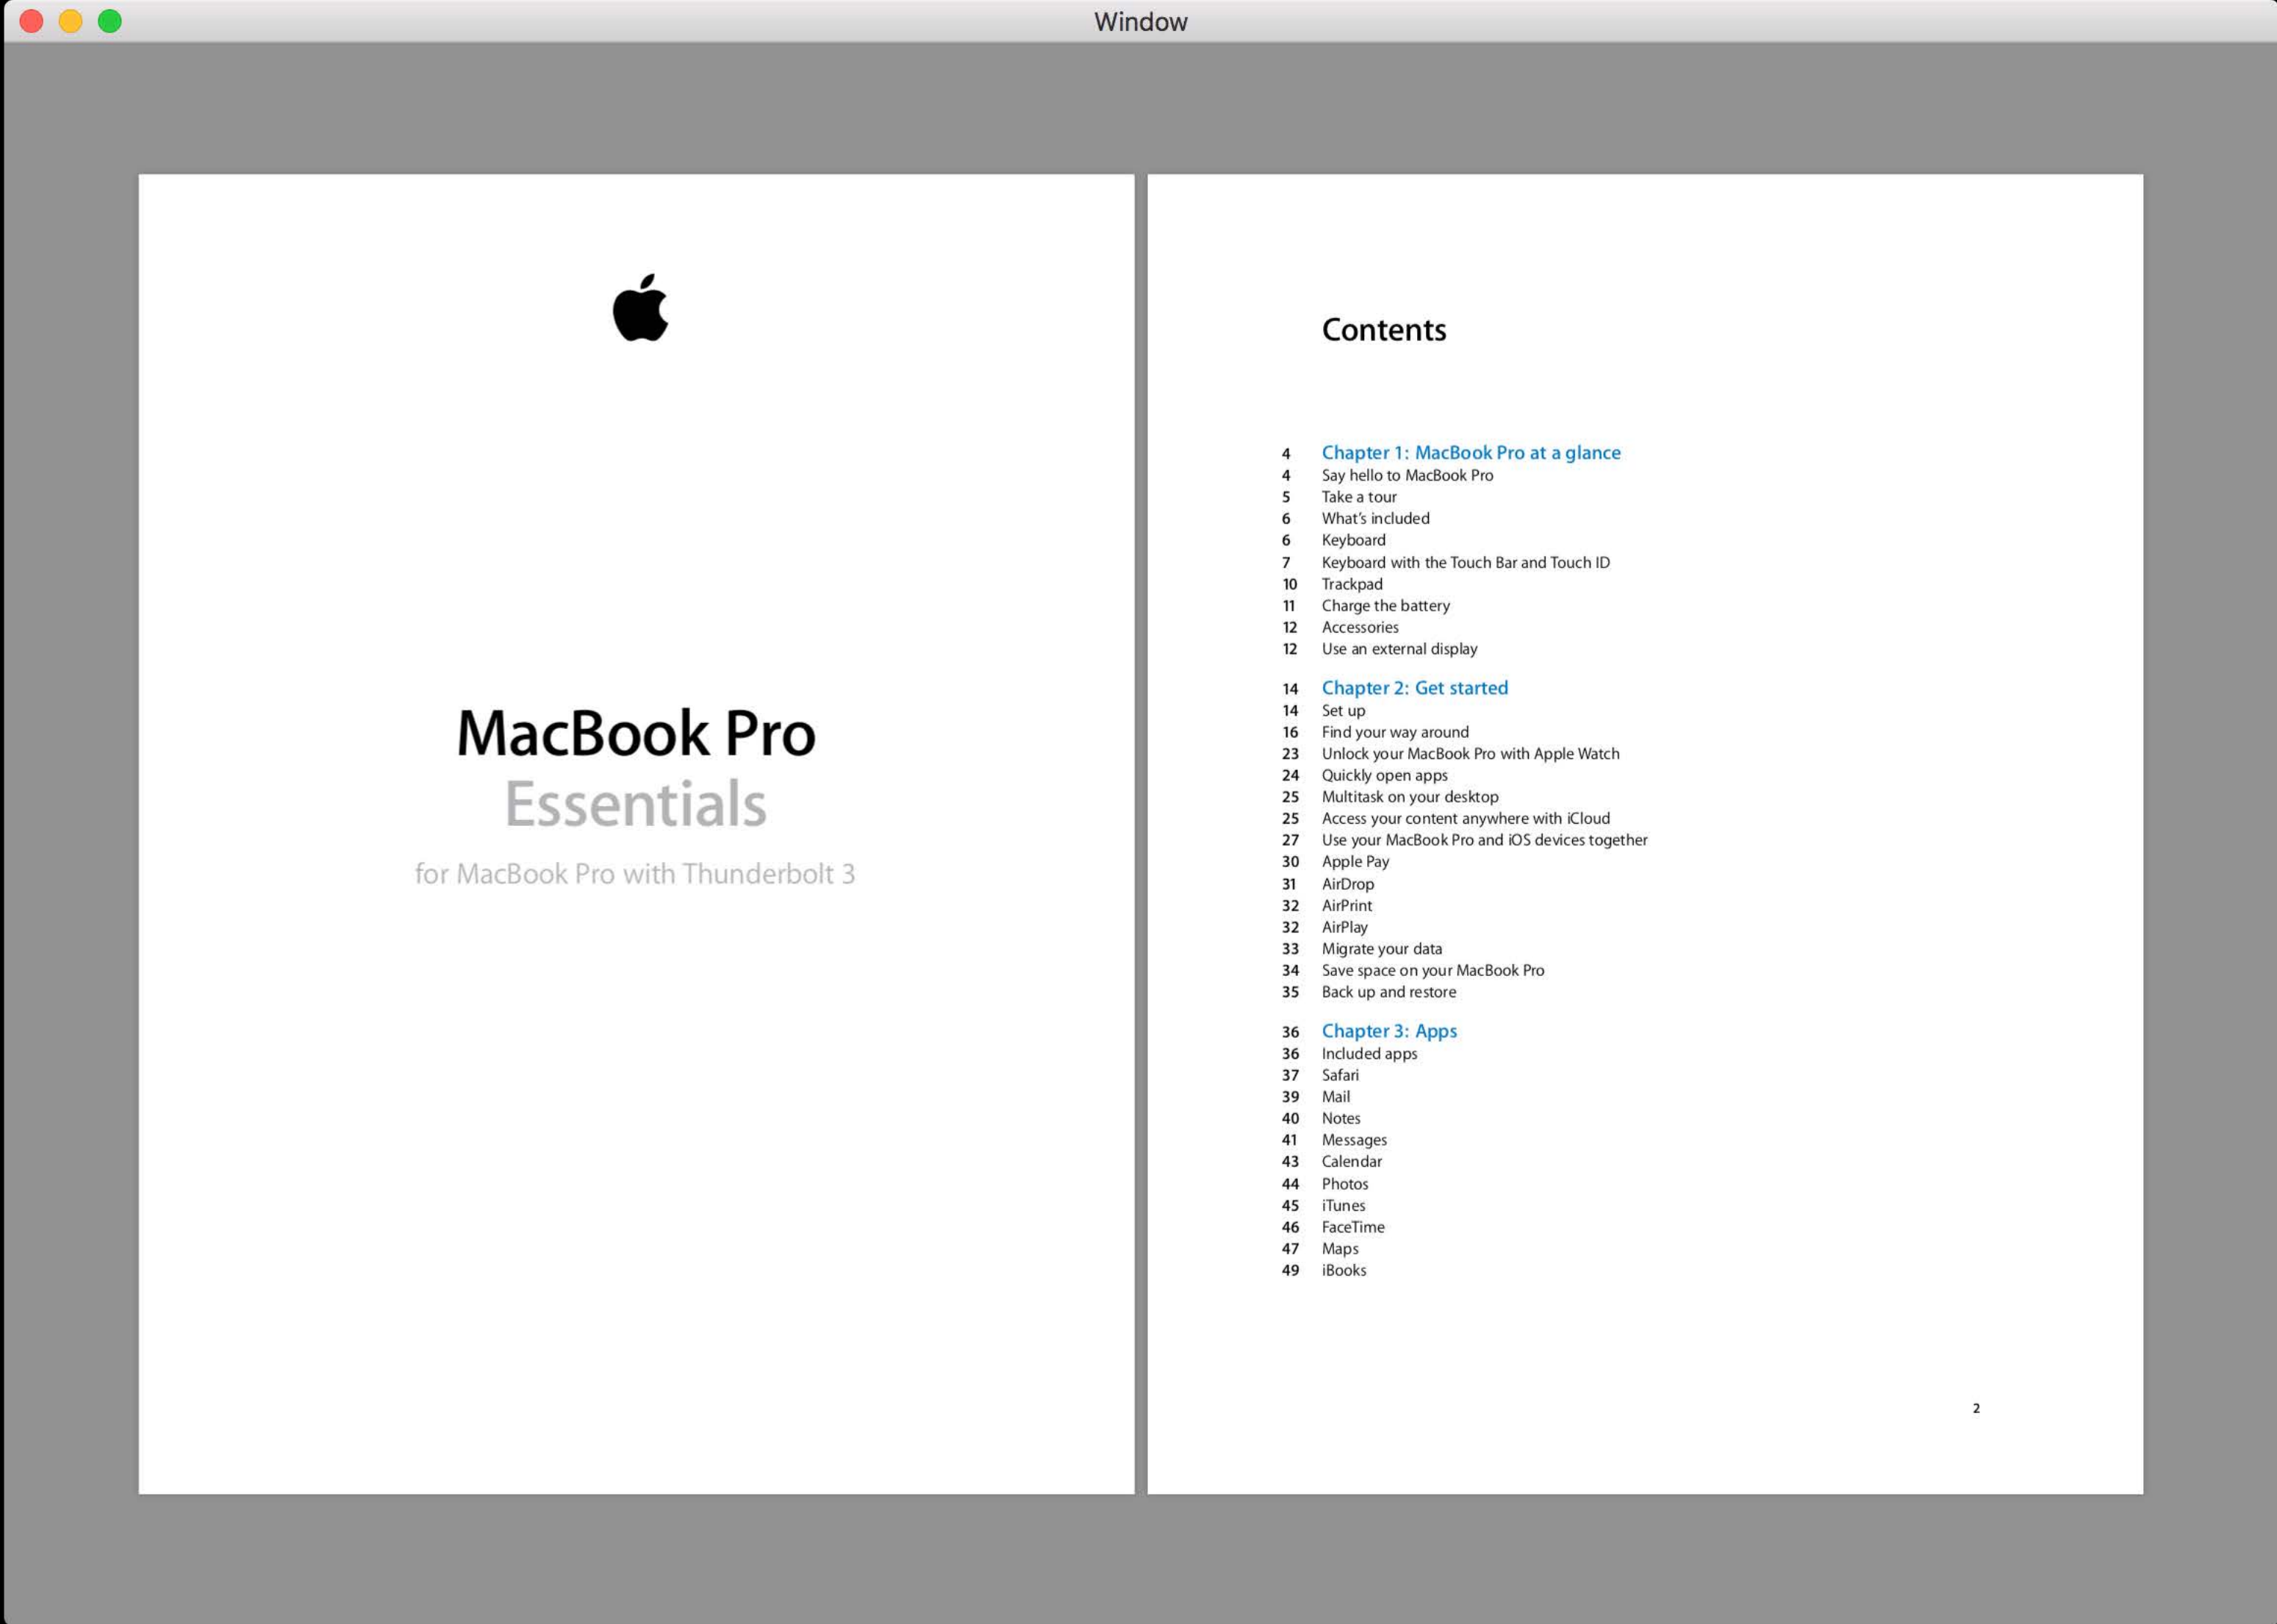 Window
MacBook Pro
Essentials
for MacBook Pro with Thunderbolt 3
Contents
4 Chapter 1: MacBook Pro at a glance
4 Say hello to MacBook Pro
5 Take a tour
6 What’s included
6 Keyboard
7 Keyboard with the Touch Bar and Touch ID
10 Trackpad
11 Charge the battery
12 Accessories
12 Use an external display
14 Chapter 2: Get started
14 Set up
16 Find your way around
23 Unlock your MacBook Pro with Apple Watch
24 Quickly open apps
25 Multitask on your desktop
25 Access your content anywhere with iCloud
27 Use your MacBook Pro and iOS devices together
30 Apple Pay
31 AirDrop
32 AirPrint
32 AirPlay
33 Migrate your data
34 Save space on your MacBook Pro
35 Back up and restore
36 Chapter 3: Apps
36 Included apps
37 Safari
39 Mail
40 Notes
41 Messages
43 Calendar
44 Photos
45 iTunes
46 FaceTime
47 Maps
49 iBooks
2